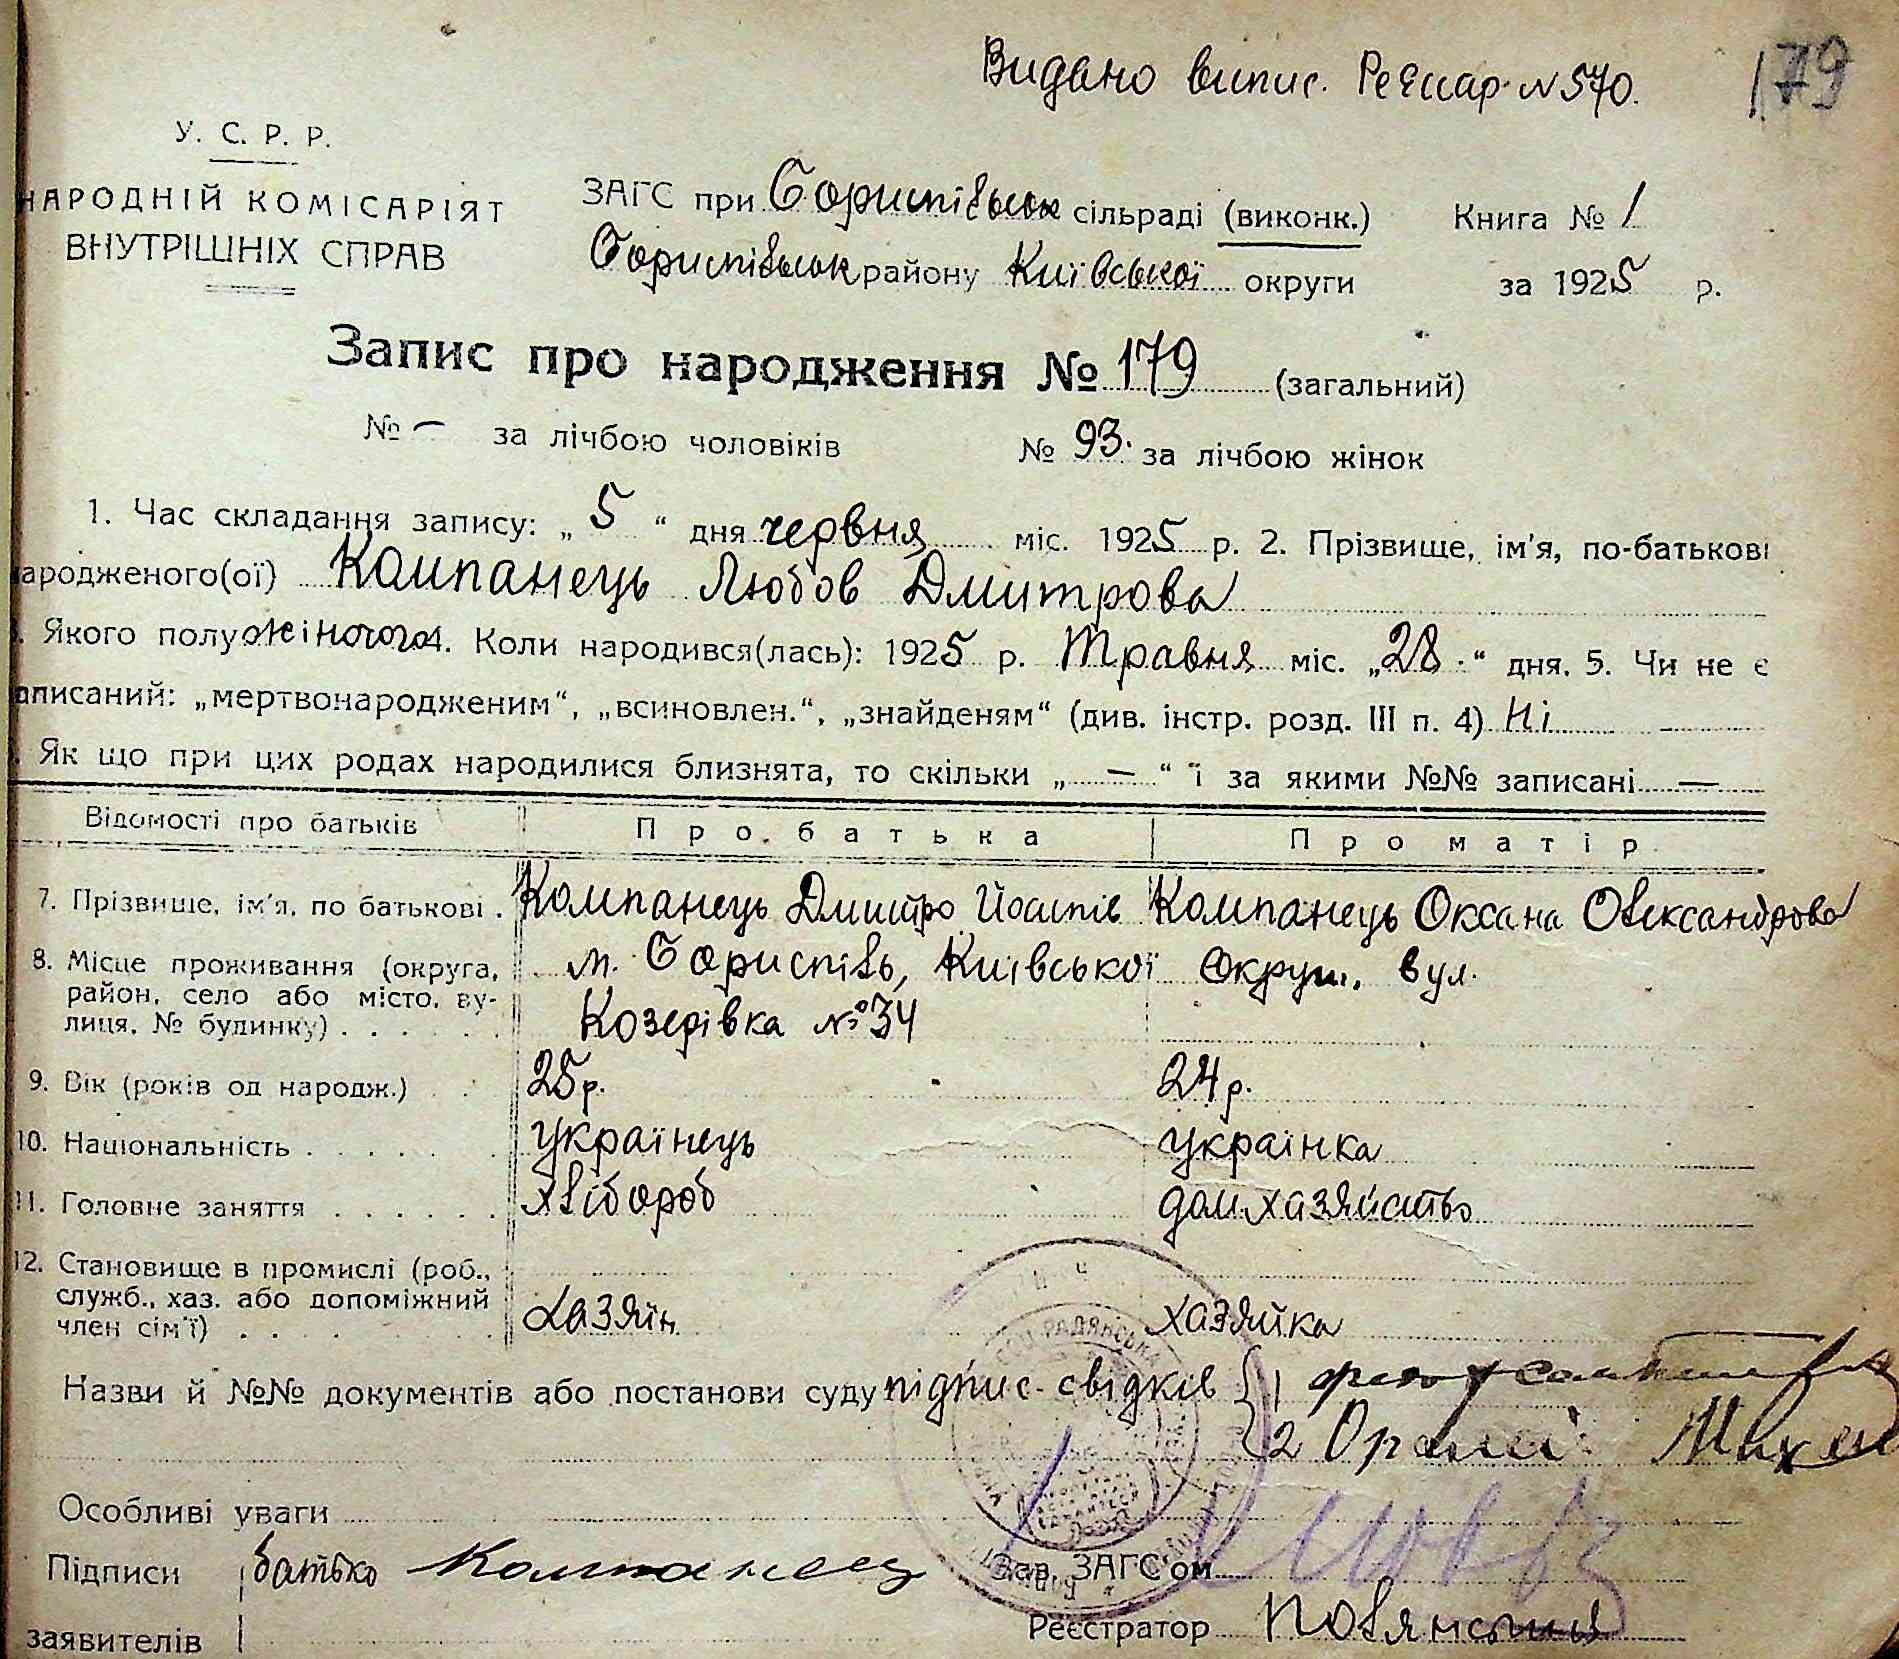 Видано випис. Реєстар. №570.
179
У. С. Р. Р.
НАРОДНІЙ КОМІСАРІЯТ
ВНУТРІШНІХ СПРАВ
ЗАГС при Бориспільськ сільраді (виконк.) Книга № 1
Бориспільськ району Київської округи за 1925 р.
Запис про народження № 179 (загальний)
№ — за лічбою чоловіків № 93. за лічбою жінок
1. Час складання запису: „5“ дня червня міс. 1925 р. 2. Прізвище, ім'я, по-батькові
ародженого(ої) Компанець Любов Дмитрова
. Якого полу жіночого 4. Коли народився(лась): 1925 р. Травня міс. „28.“ дня. 5. Чи не є
аписаний: „мертвонародженим“, „всиновлен.“, „знайденям“ (див. інстр. розд. III п. 4) Ні
. Як що при цих родах народилися близнята, то скільки „—“ ї за якими №№ записані —
Відомості про батьків Про батька Про матір
7. Прізвище, ім'я, по батькові . Компанець Дмитро Йосипів Компанець Оксана Олександрова
8. Місце проживання (округа, район, село або місто, вулиця, № будинку) . . . . . м. Бориспіль, Київської Округи, вул.
Козерівка №34
9. Вік (років од народж.) . . 25 р. 24 р.
10. Національність . . . . . українець українка
11. Головне заняття . . . . . . хлібороб дом.хазяйство
12. Становище в промислі (роб., служб., хаз. або допоміжний член сім'ї) . . хазяїн хазяйка
Назви й №№ документів або постанови суду підпис свідків { 1
2 Михай
Особливі уваги
Підписи батько Компанец Зав. ЗАГС'ом
заявителів Реєстратор